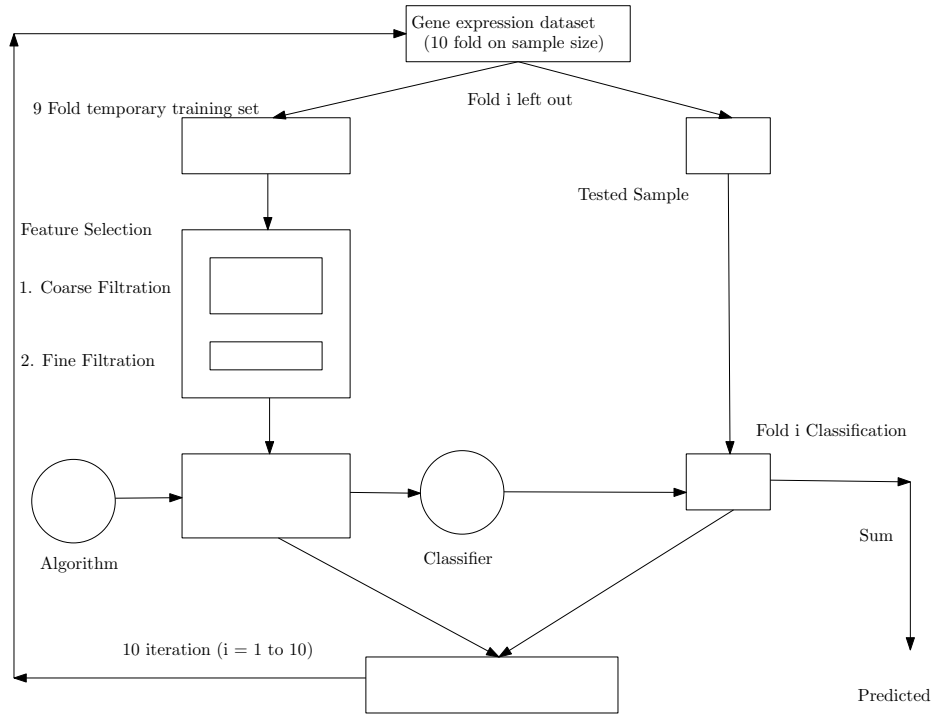 Gene expression dataset
(10 fold on sample size)
9 Fold temporary training set
Fold i left out
Tested Sample
Feature Selection
1. Coarse Filtration
2. Fine Filtration
Fold i Classification
Algorithm
Classifier
Sum
10 iteration (i = 1 to 10)
Predicted